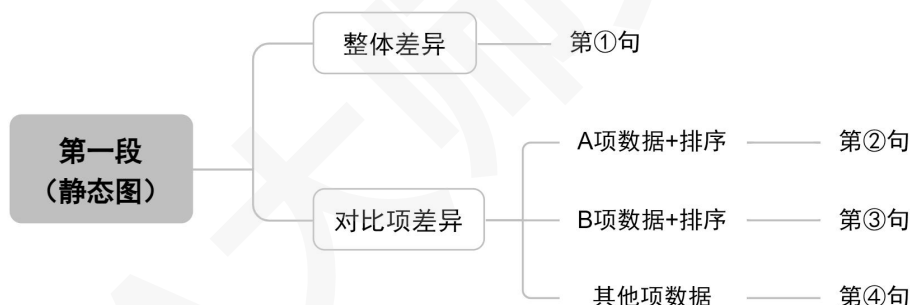 整体差异
第①句
第一段
（静态图）
A项数据+排序
第②句
对比项差异
B项数据+排序
第③句
其他项数据
第④句